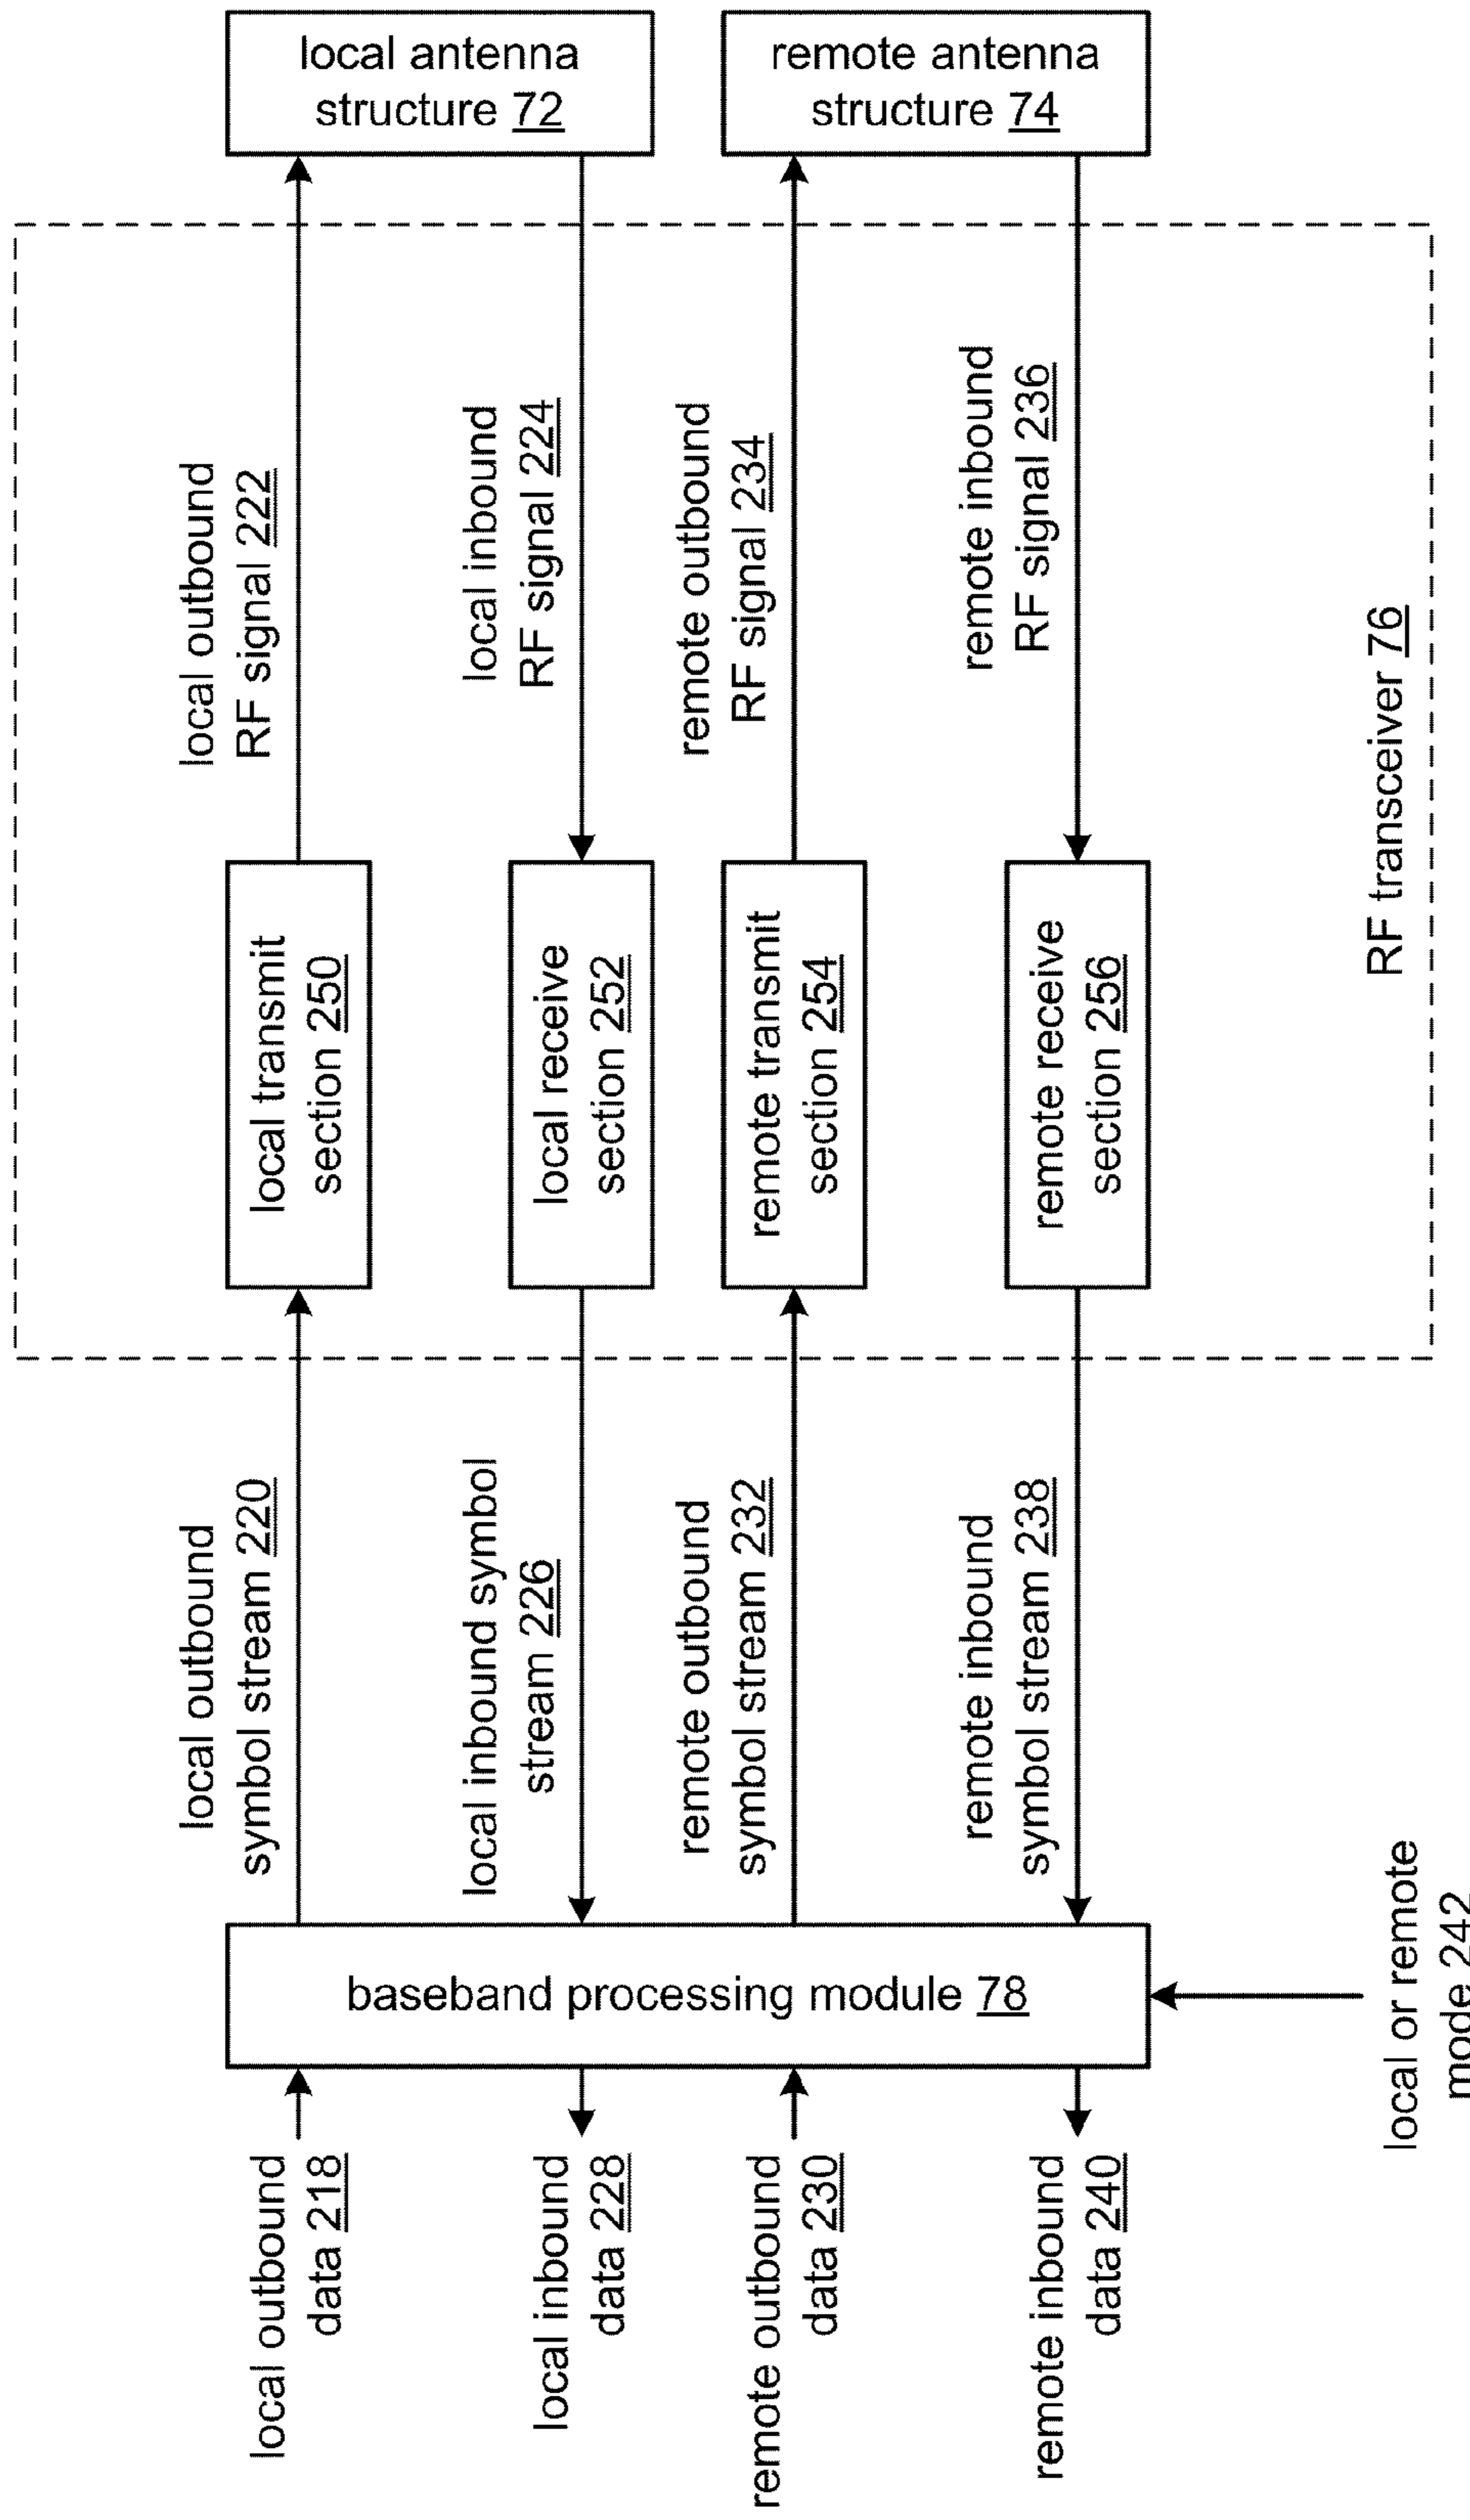 local antenna
structure 72
remote antenna
structure 74
local outbound
RF signal 222
local inbound
RF signal 224
remote outbound
RF signal 234
remote inbound
RF signal 236
local transmit
section 250
local receive
section 252
remote transmit
section 254
remote receive
section 256
RF transceiver 76
local outbound
symbol stream 220
local inbound symbol
stream 226
remote outbound
symbol stream 232
remote inbound
symbol stream 238
baseband processing module 78
local or remote
mode 242
local outbound
data 218
local inbound
data 228
remote outbound
data 230
remote inbound
data 240